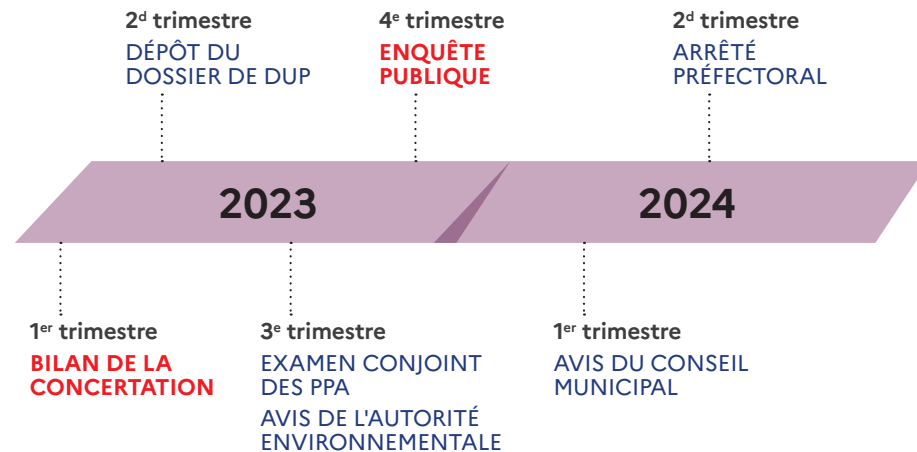 2d trimestre
DÉPÔT DU
DOSSIER DE DUP
4e trimestre
ENQUÊTE
PUBLIQUE
2d trimestre
ARRÊTÉ
PRÉFECTORAL
2023
2024
1er trimestre
BILAN DE LA
CONCERTATION
3e trimestre
EXAMEN CONJOINT
DES PPA
AVIS DE L'AUTORITÉ
ENVIRONNEMENTALE
1er trimestre
AVIS DU CONSEIL
MUNICIPAL